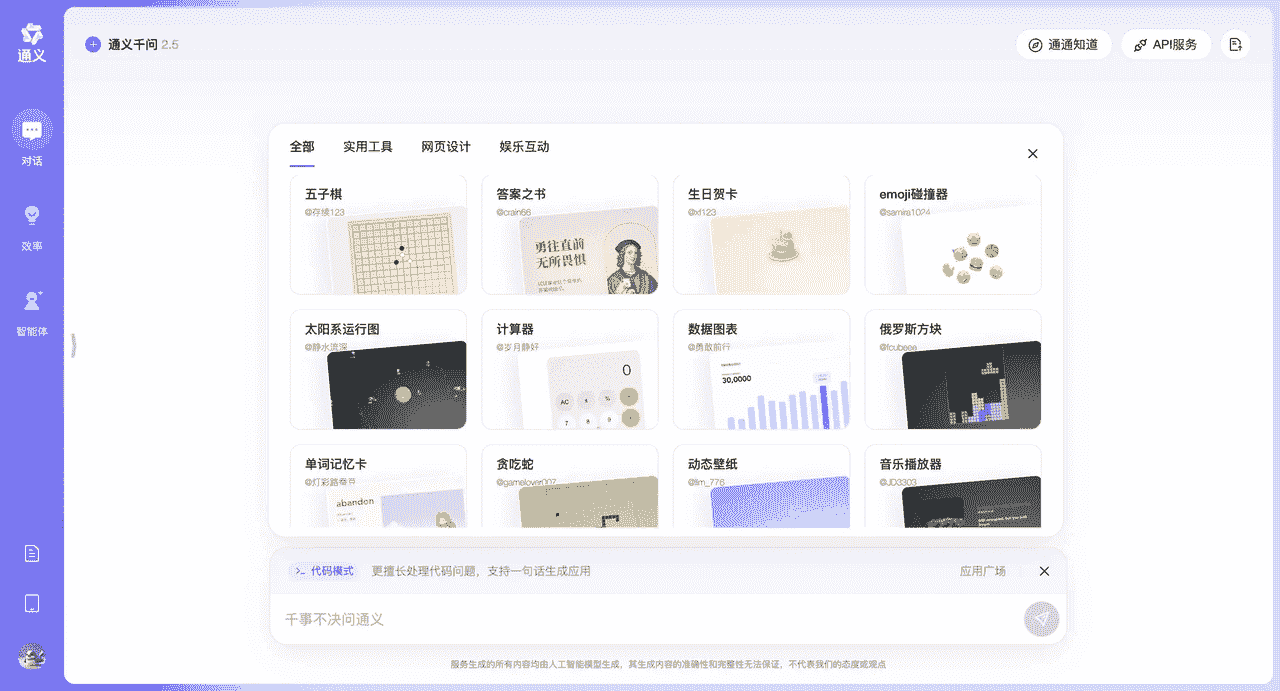 通义
通义千问 2.5
通通知道
API服务
对话
效率
智能体
全部
实用工具
网页设计
娱乐互动
五子棋
@存续123
答案之书
@crain66
勇往直前
无所畏惧
生日贺卡
@xf123
emoji碰撞器
@samira1024
太阳系运行图
@静水流深
计算器
@岁月静好
0
AC
%
7
8
9
数据图表
@勇敢前行
30,0000
俄罗斯方块
@fcubeee
单词记忆卡
@灯彩路春日
abandon
贪吃蛇
@gamelover007
动态壁纸
@lim_776
音乐播放器
@JD3303
代码模式
更擅长处理代码问题，支持一句话生成应用
应用广场
千事不决问通义
服务生成的所有内容均由人工智能模型生成，其生成内容的准确性和完整性无法保证，不代表我们的态度或观点